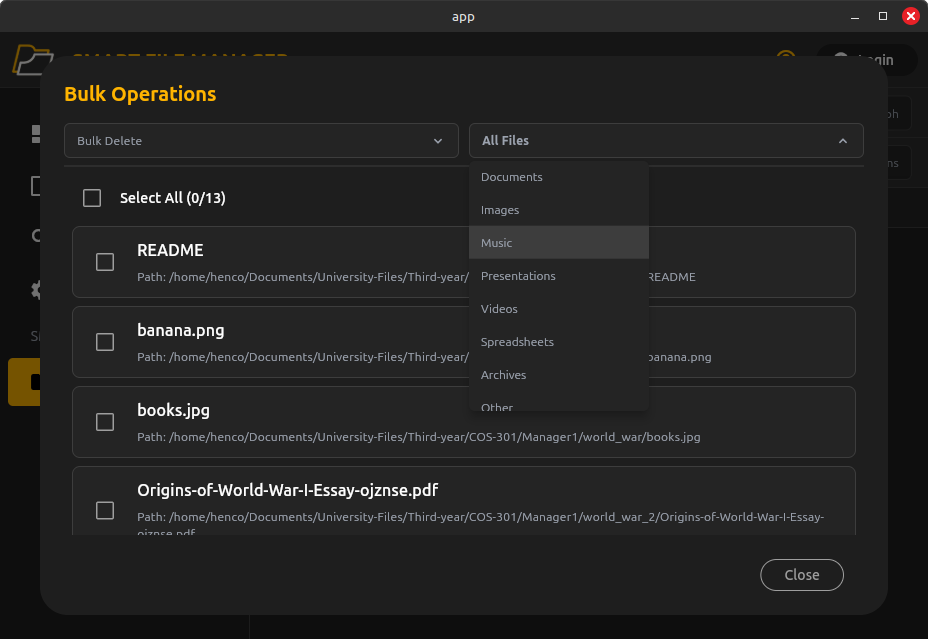 app
SMART FILE MANAGER
Login
Bulk Operations
Bulk Delete
All Files
Documents
Images
Music
Presentations
Videos
Spreadsheets
Archives
Other
Select All (0/13)
README
Path: /home/henco/Documents/University-Files/Third-year/
README
banana.png
Path: /home/henco/Documents/University-Files/Third-year/
banana.png
books.jpg
Path: /home/henco/Documents/University-Files/Third-year/COS-301/Manager1/world_war/books.jpg
Origins-of-World-War-I-Essay-ojznse.pdf
Path: /home/henco/Documents/University-Files/Third-year/COS-301/Manager1/world_war_2/Origins-of-World-War-I-Essay-
ojznse.pdf
Close